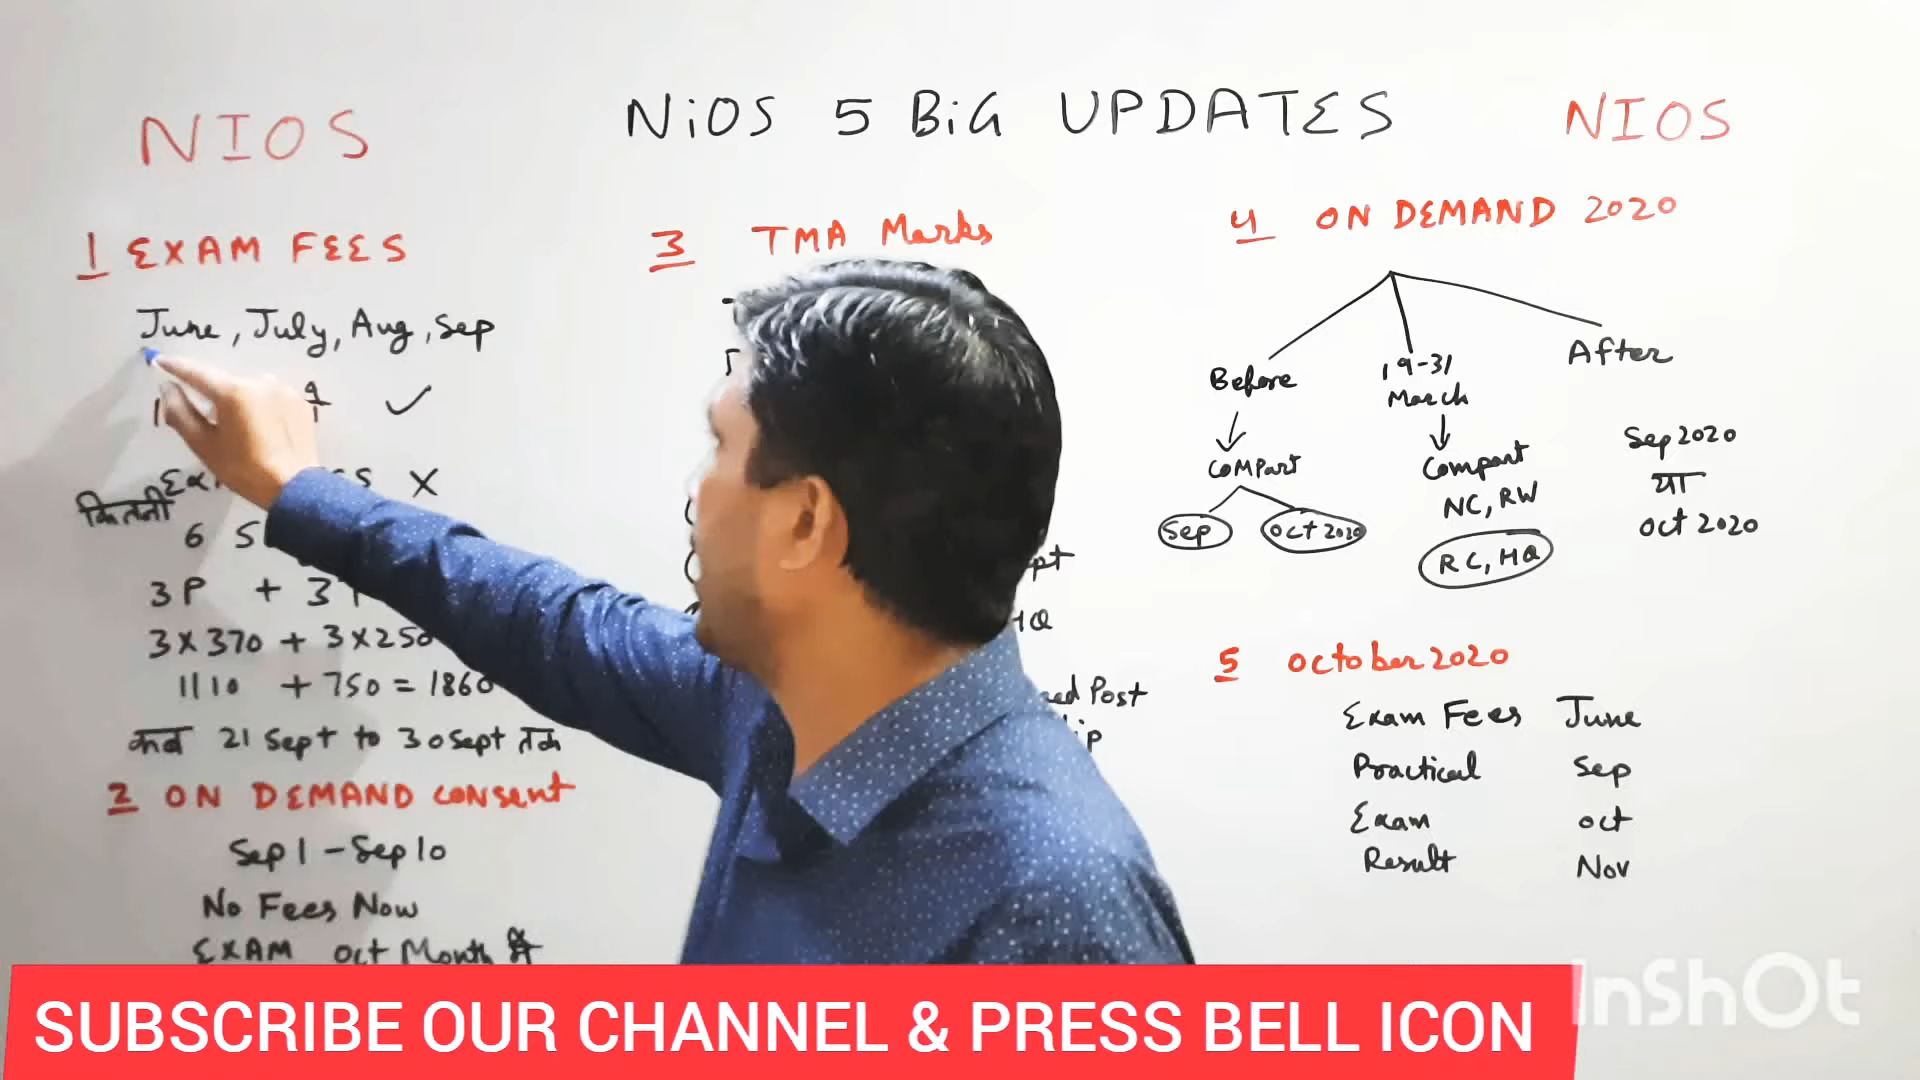 NIOS
NiOS 5 BiG UPDATES
NIOS
1 EXAM FEES
June, July, Aug, Sep
✓
X
कितनी
6 S
3P + 3
3X370 + 3X250
1110 + 750 = 1860
कब 21 Sept to 30 Sept तक
2 ON DEMAND consent
Sep 1 - Sep 10
No Fees Now
EXAM Oct Month में
3 TMA Marks
HQ
Post
4 ON DEMAND 2020
Before
19-31
March
After
Compart
Sep
Oct 2020
Compart
NC, RW
RC, HQ
Sep 2020
या
Oct 2020
5 October 2020
Exam Fees June
Practical Sep
Exam Oct
Result Nov
SUBSCRIBE OUR CHANNEL & PRESS BELL ICON
InShOt